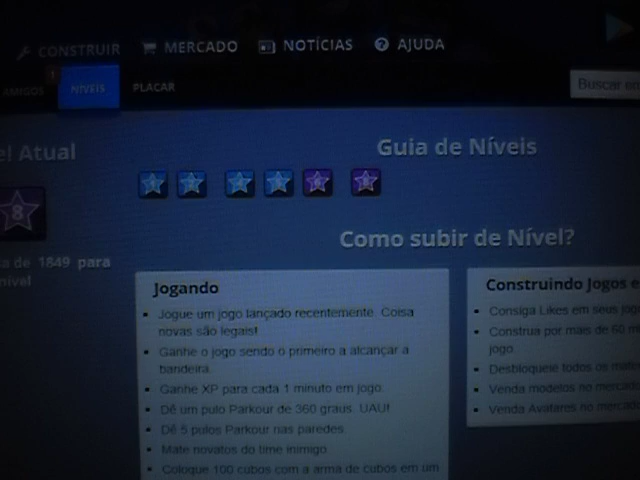 CONSTRUIR MERCADO NOTÍCIAS AJUDA
AMIGOS 1 NÍVEIS PLACAR
Buscar
Atual
Guia de Níveis
8
de 1849 para
nível
Como subir de Nível?
Jogando
Jogue um jogo lançado recentemente. Coisa
novas são legais!
Ganhe o jogo sendo o primeiro a alcançar a
bandeira.
Ganhe XP para cada 1 minuto em jogo.
Dê um pulo Parkour de 360 graus. UAU!
Dê 5 pulos Parkour nas paredes.
Mate novatos do time inimigo.
Coloque 100 cubos com a arma de cubos em um
Construindo Jogos e
Consiga Likes em seus
Construa por mais de 60
jogo.
Desbloqueie todos os
Venda modelos no
Venda Avatares no